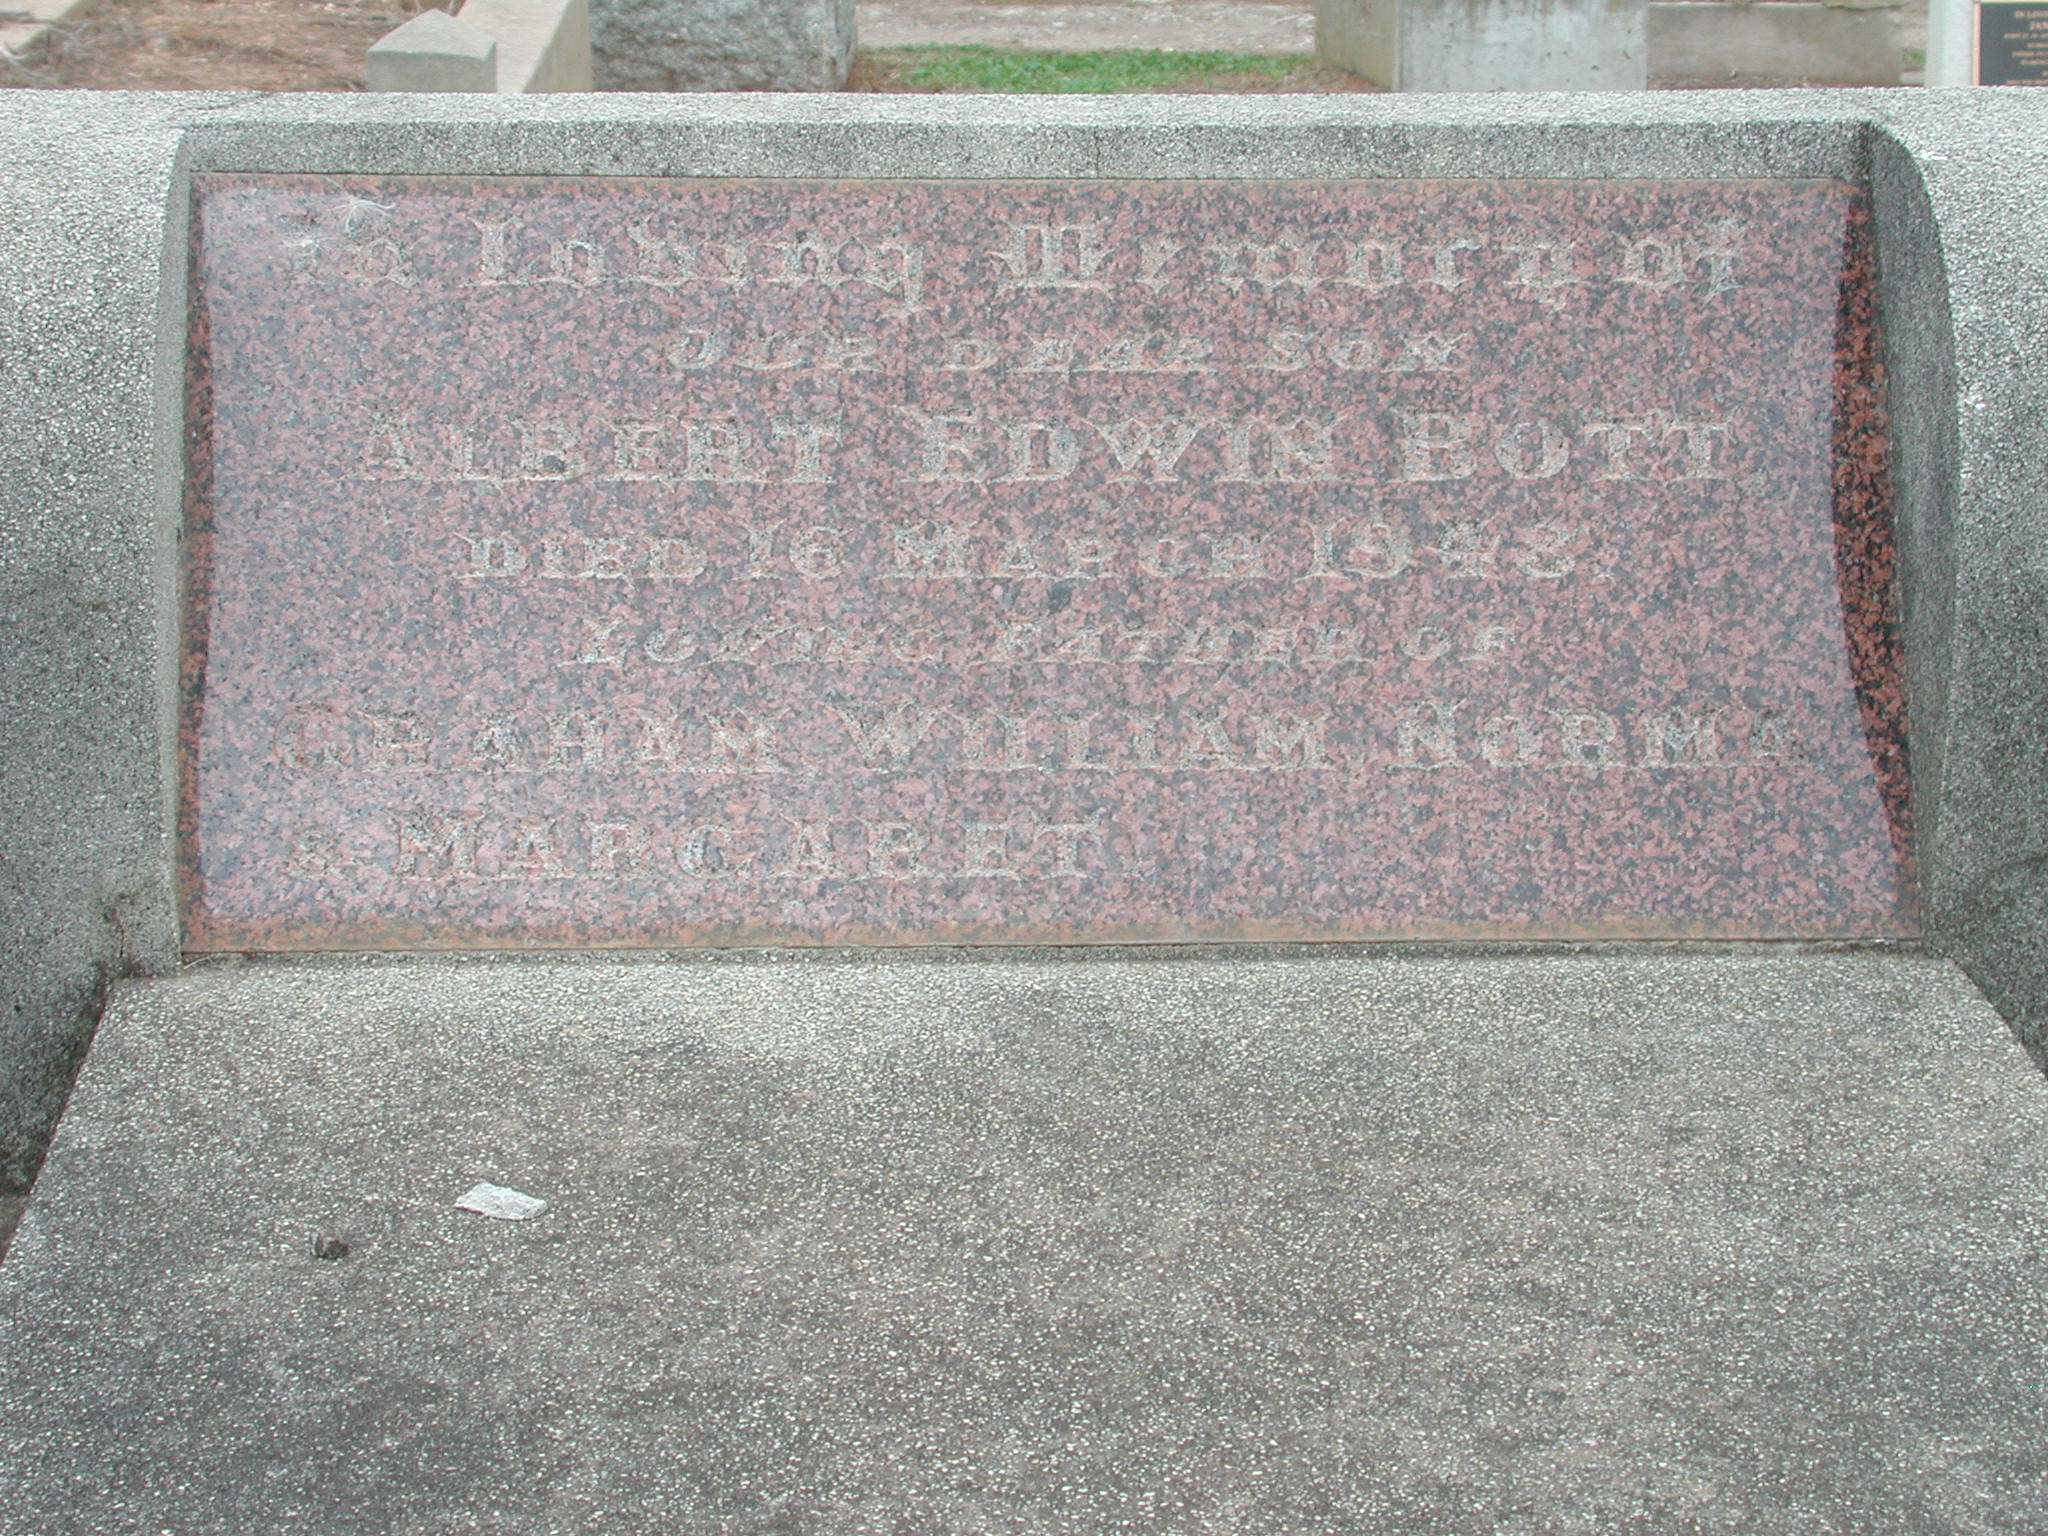 In Loving Memory of
OUR DEAR SON
ALBERT EDWIN BOTT
DIED 16 MARCH 1948,
LOVING FATHER OF
GRAHAM WILLIAM NORMA
& MARGARET